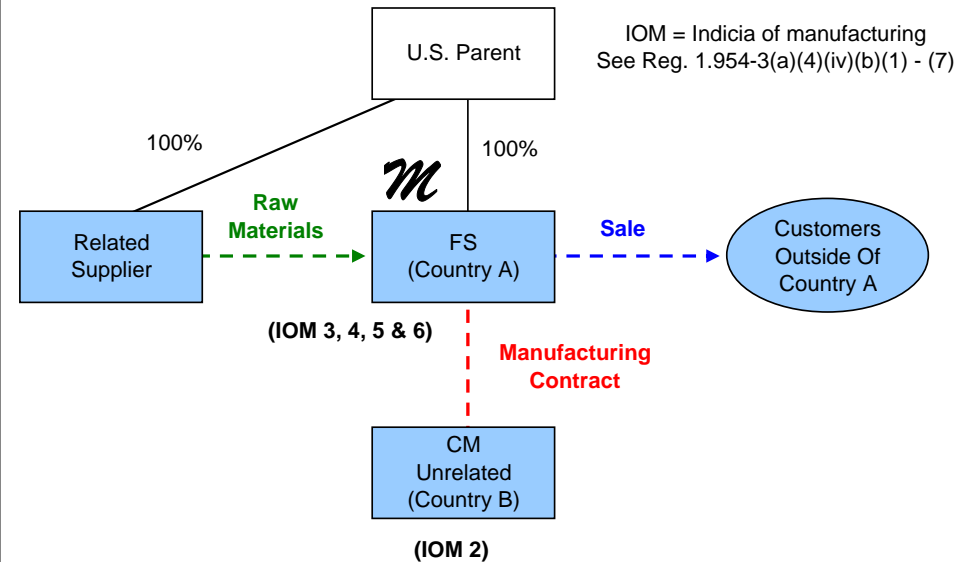 U.S. Parent
IOM = Indicia of manufacturing
See Reg. 1.954-3(a)(4)(iv)(b)(1) - (7)
100%
100%
M
Raw
Materials
Related
Supplier
FS
(Country A)
Sale
Customers
Outside Of
Country A
(IOM 3, 4, 5 & 6)
Manufacturing
Contract
CM
Unrelated
(Country B)
(IOM 2)